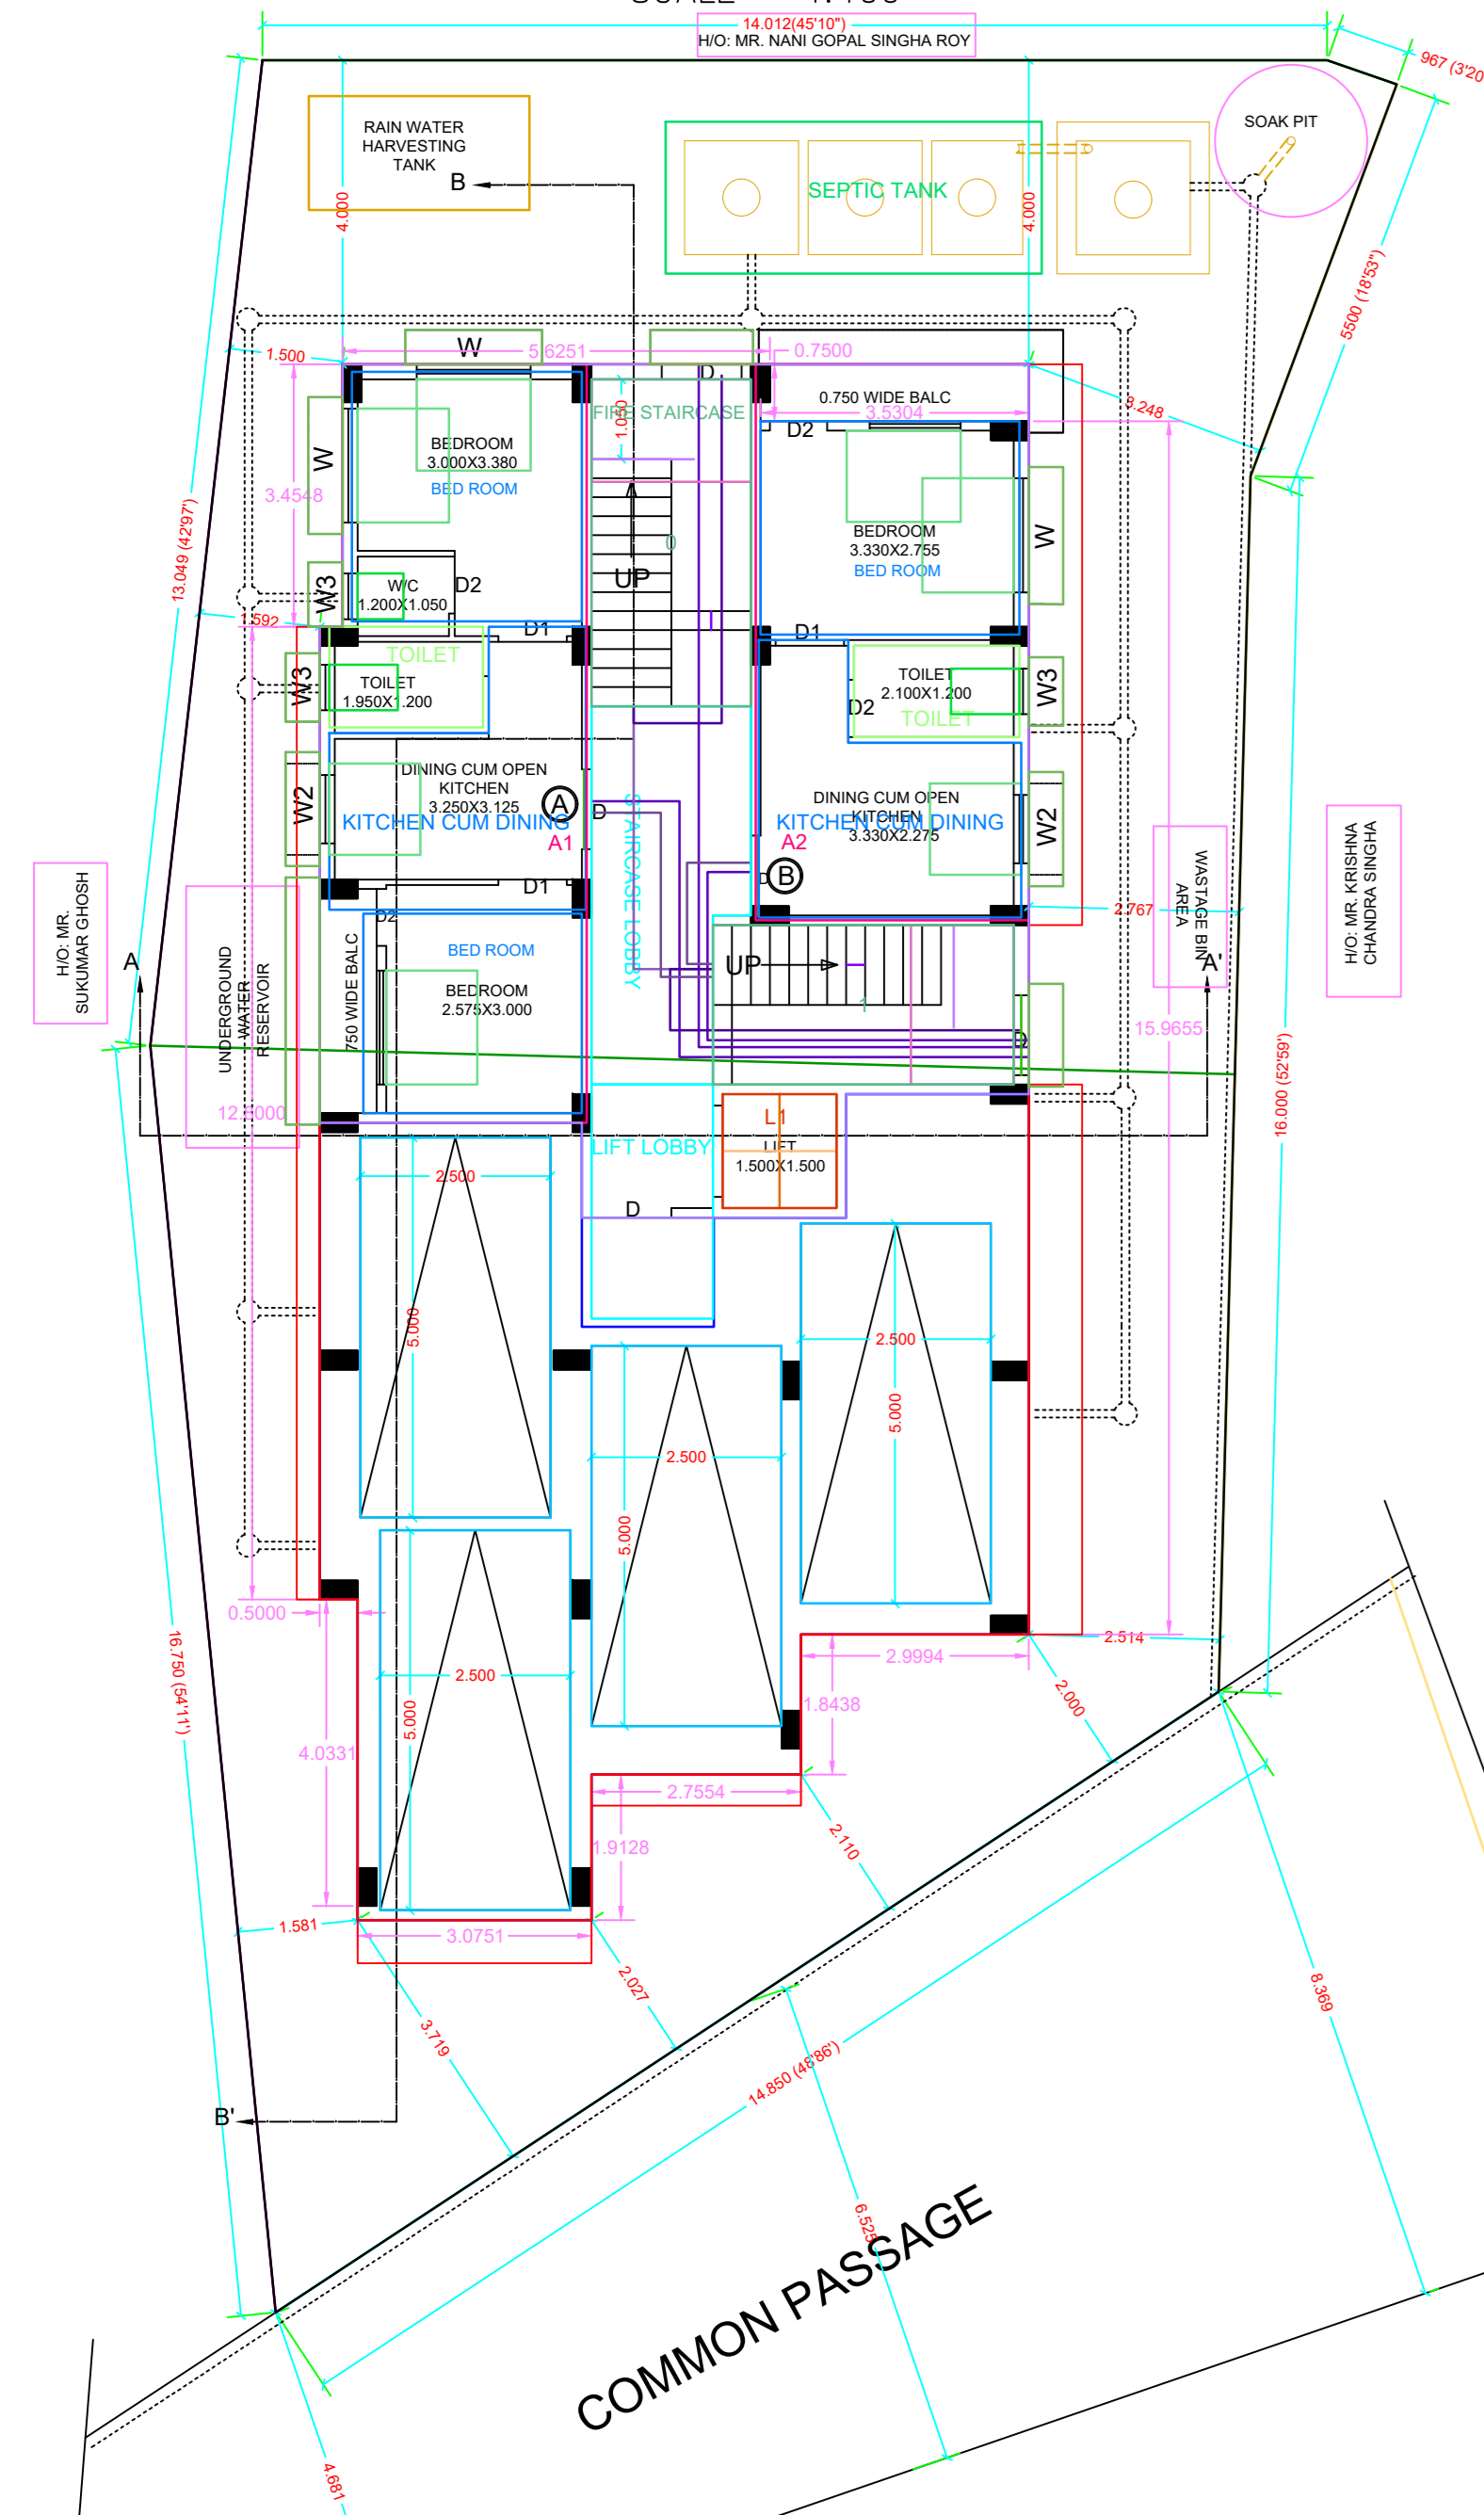 14.012(45'10")
H/O: MR. NANI GOPAL SINGHA ROY
967 (3'20
RAIN WATER
HARVESTING
TANK
B
4.000
SEPTIC TANK
4.000
SOAK PIT
5500 (18'53")
1.500
W
5.6251
0.7500
D
0.750 WIDE BALC
3.5304
3.248
FIRE STAIRCASE
1.050
D2
W
BEDROOM
3.000X3.380
BED ROOM
3.4548
13.049 (42'97')
BEDROOM
3.330X2.755
BED ROOM
W
0
UP
W3
W/C
1.200X1.050
D2
1.592
D1
D1
TOILET
TOILET
1.950X1.200
W3
TOILET
2.100X1.200
TOILET
D2
W3
W2
DINING CUM OPEN
KITCHEN
3.250X3.125
KITCHEN CUM DINING
A
A1
D
STAIRCASE LOBBY
DINING CUM OPEN
KITCHEN
3.330X2.275
KITCHEN CUM DINING
A2
D
B
W2
H/O: MR.
SUKUMAR GHOSH
WASTAGE BIN
AREA
H/O: MR. KRISHNA
CHANDRA SINGHA
D1
D2
2.767
A
UNDERGROUND
WATER
RESERVOIR
750 WIDE BALC
BED ROOM
BEDROOM
2.575X3.000
UP
1
D
A'
15.9655
16.000 (52'59')
12.8000
L1
LIFT
1.500X1.500
LIFT LOBBY
D
2.500
5.000
2.500
5.000
2.500
5.000
2.500
5.000
0.5000
16.750 (54'11')
4.0331
2.9994
2.514
1.8438
2.000
2.7554
1.9128
2.110
1.581
3.0751
2.027
3.719
8.369
14.850 (48'86')
B'
6.525
COMMON PASSAGE
4.681